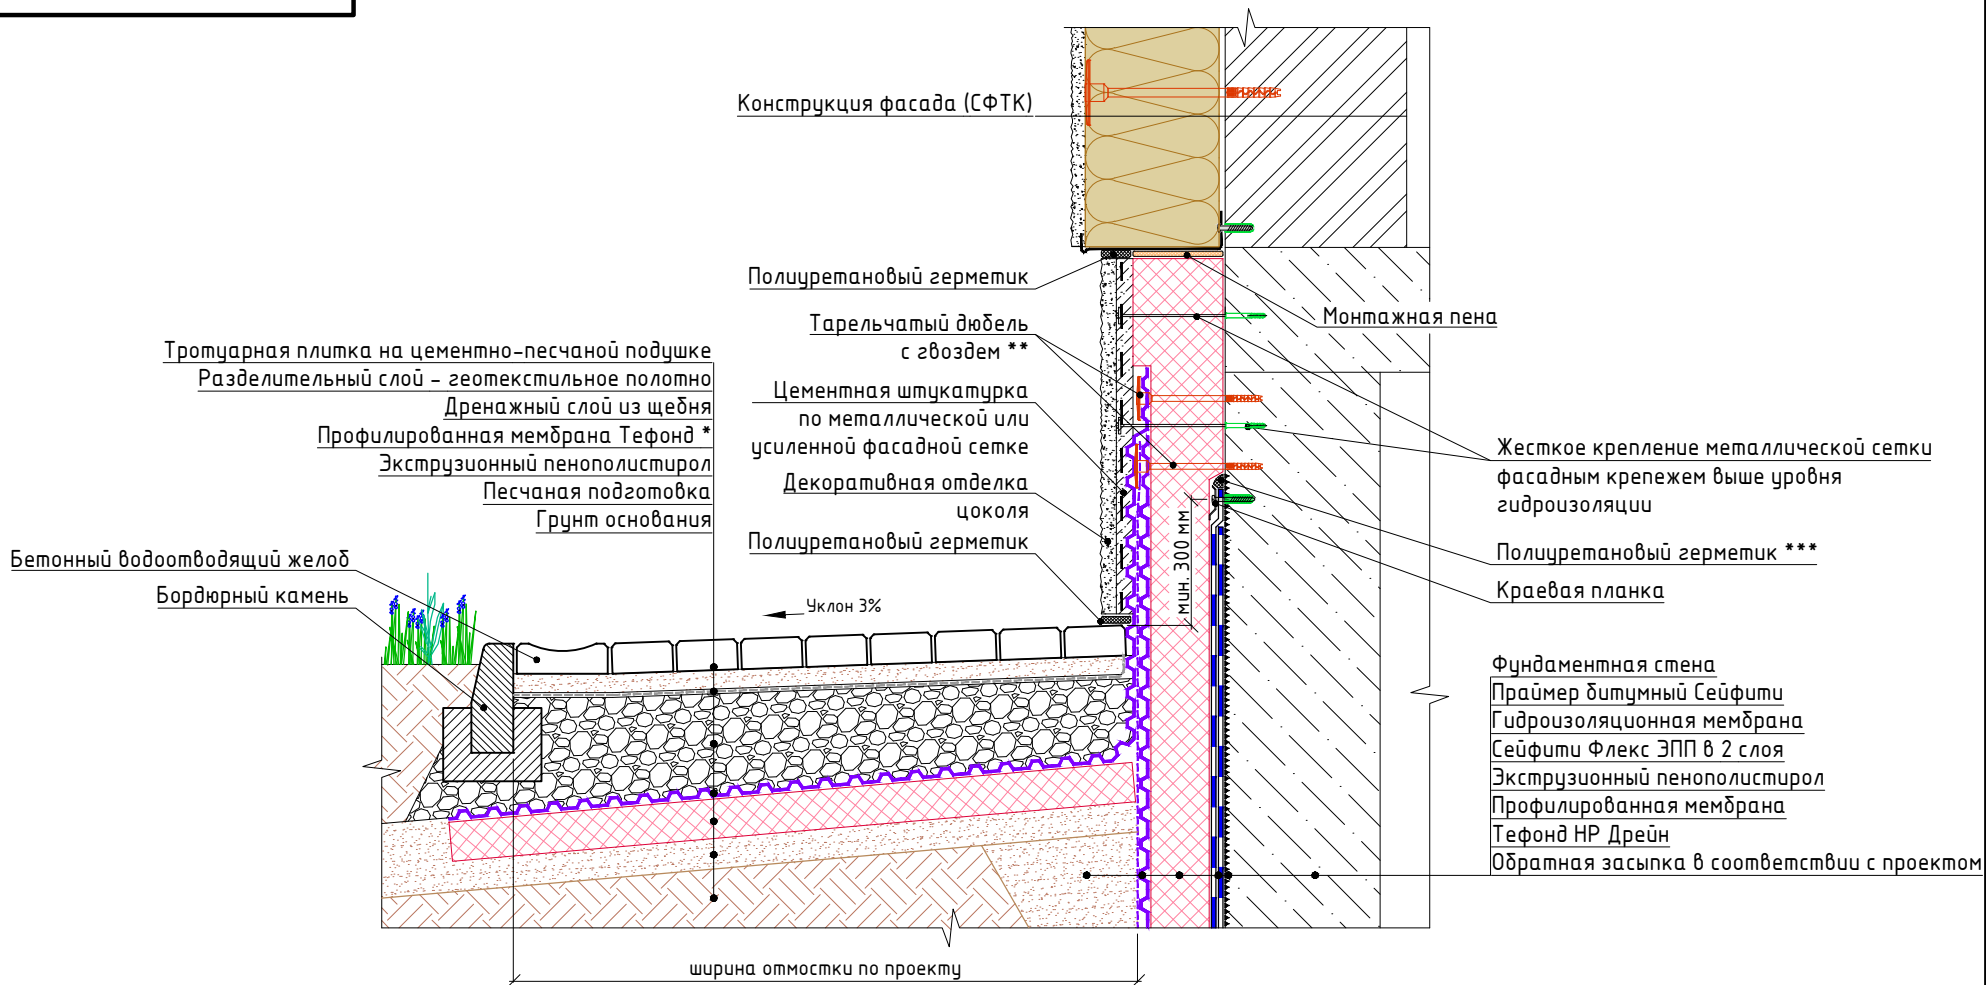 Конструкция фасада (СФТК)
Полиуретановый герметик
Монтажная пена
Тарельчатый дюбель
с гвоздем **
Цементная штукатурка
по металлической или
усиленной фасадной сетке
Декоративная отделка
цоколя
Полиуретановый герметик
Тротуарная плитка на цементно-песчаной подушке
Разделительный слой - геотекстильное полотно
Дренажный слой из щебня
Профилированная мембрана Тефонд *
Экструзионный пенополистирол
Песчаная подготовка
Грунт основания
Бетонный водоотводящий желоб
Бордюрный камень
Уклон 3%
мин. 300 мм
Жесткое крепление металлической сетки
фасадным крепежем выше уровня
гидроизоляции
Полиуретановый герметик ***
Краевая планка
Фундаментная стена
Праймер битумный Сейфити
Гидроизоляционная мембрана
Сейфити Флекс ЭПП в 2 слоя
Экструзионный пенополистирол
Профилированная мембрана
Тефонд НР Дрейн
Обратная засыпка в соответствии с проектом
ширина отмостки по проекту